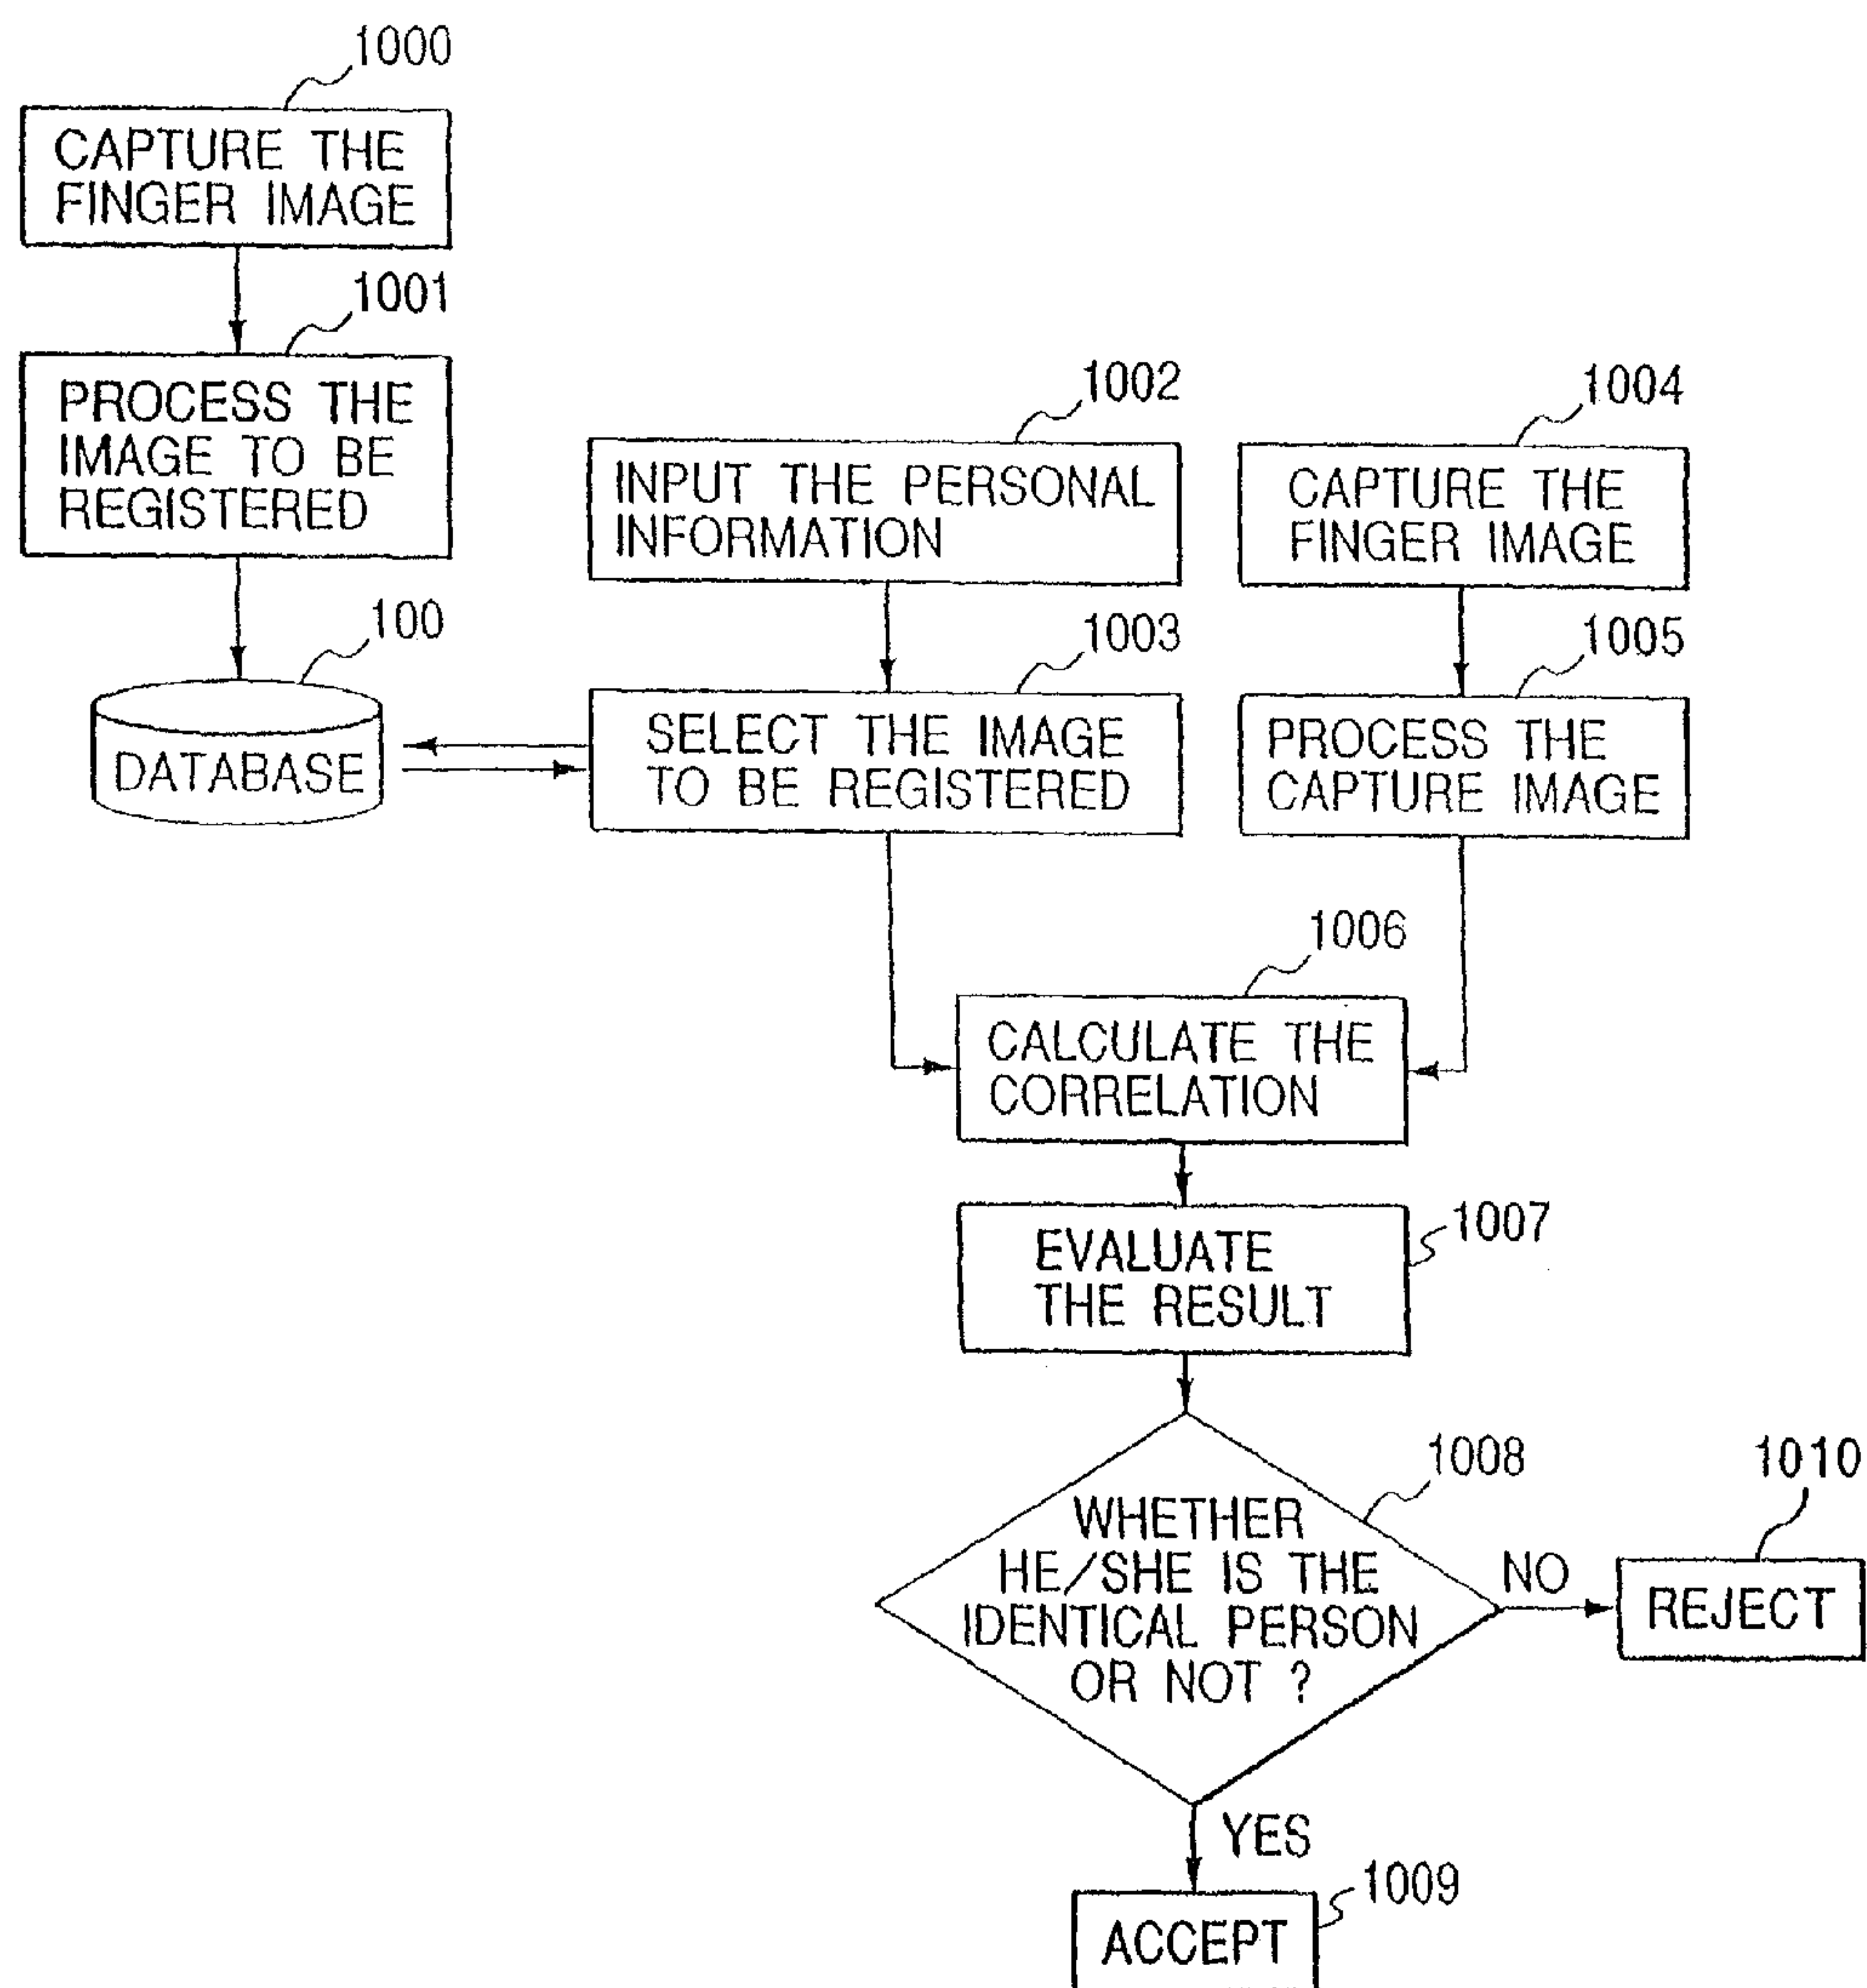 1000
CAPTURE THE
FINGER IMAGE
1001
PROCESS THE
IMAGE TO BE
REGISTERED
100
DATABASE
1002
INPUT THE PERSONAL
INFORMATION
1003
SELECT THE IMAGE
TO BE REGISTERED
1004
CAPTURE THE
FINGER IMAGE
1005
PROCESS THE
CAPTURE IMAGE
1006
CALCULATE THE
CORRELATION
1007
EVALUATE
THE RESULT
1008
WHETHER
HE/SHE IS THE
IDENTICAL PERSON
OR NOT ?
NO
1010
REJECT
YES
1009
ACCEPT